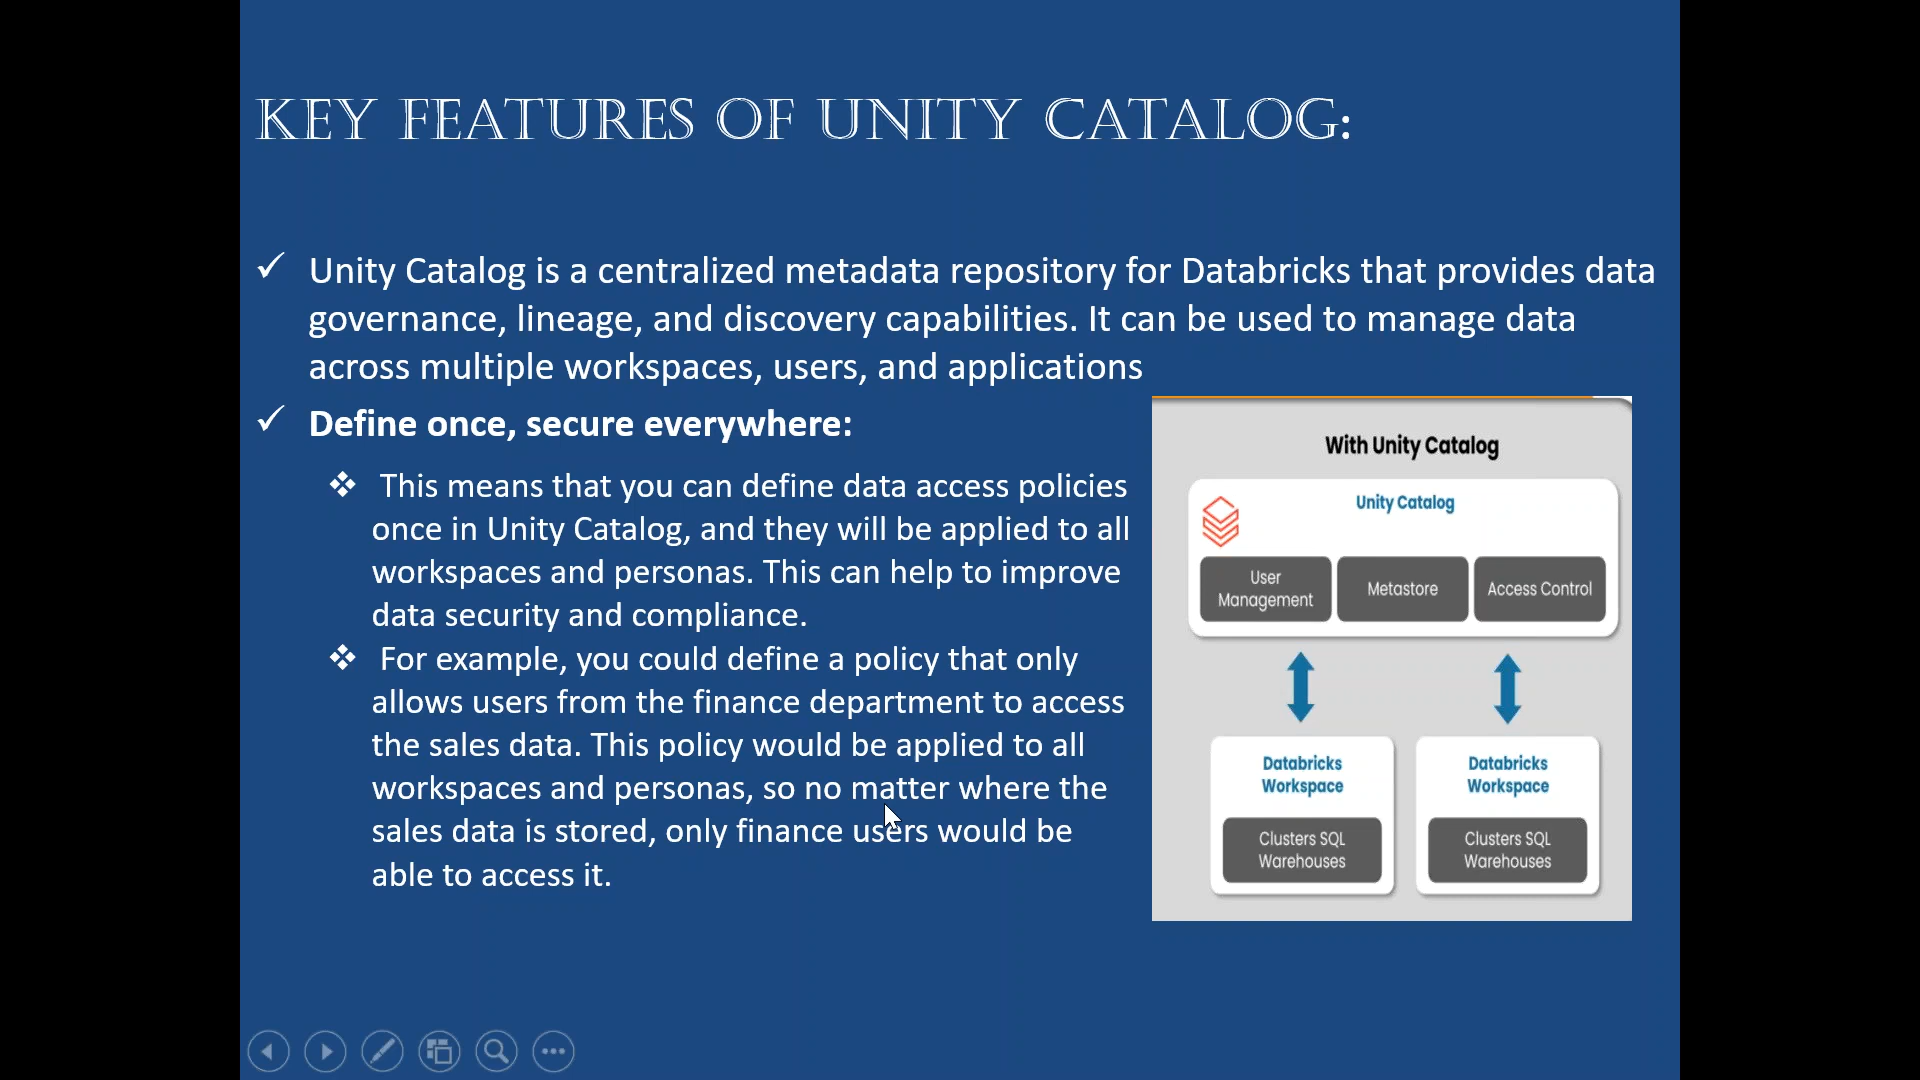 KEY FEATURES OF UNITY CATALOG:
✓ Unity Catalog is a centralized metadata repository for Databricks that provides data
governance, lineage, and discovery capabilities. It can be used to manage data
across multiple workspaces, users, and applications
✓ Define once, secure everywhere:
❖ This means that you can define data access policies
once in Unity Catalog, and they will be applied to all
workspaces and personas. This can help to improve
data security and compliance.
❖ For example, you could define a policy that only
allows users from the finance department to access
the sales data. This policy would be applied to all
workspaces and personas, so no matter where the
sales data is stored, only finance users would be
able to access it.
With Unity Catalog
Unity Catalog
User
Management
Metastore
Access Control
Databricks
Workspace
Clusters SQL
Warehouses
Databricks
Workspace
Clusters SQL
Warehouses